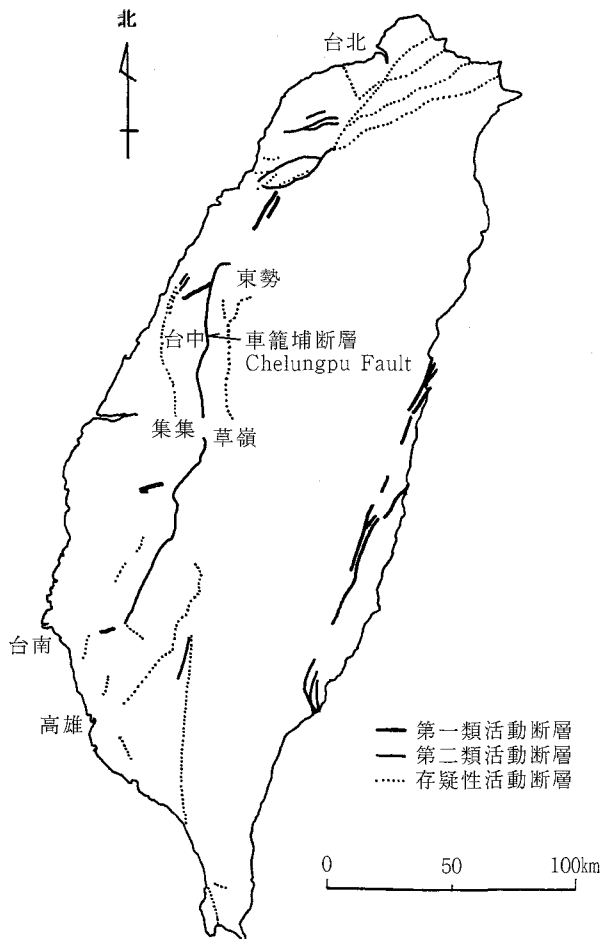 北
台北
東勢
台中
車籠埔断層
Chelungpu Fault
集集
草嶺
台南
高雄
第一類活動断層
第二類活動断層
存疑性活動断層
0 50 100km